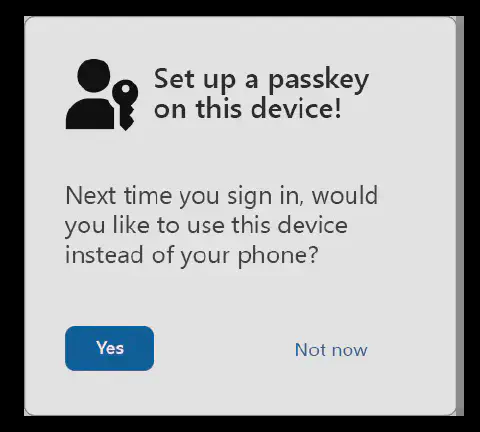 Set up a passkey
on this device!
Next time you sign in, would
you like to use this device
instead of your phone?
Yes
Not now